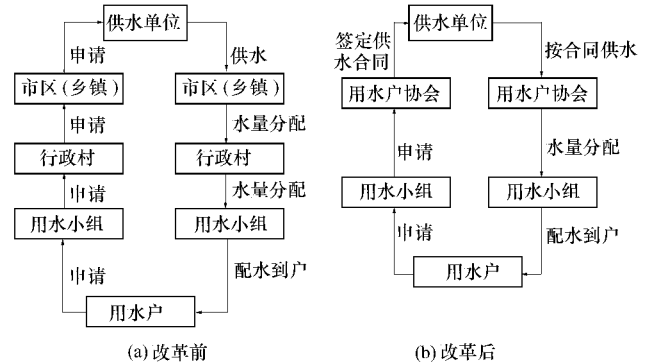 供水单位
申请
供水
市区(乡镇)
市区(乡镇)
申请
水量分配
行政村
行政村
申请
水量分配
用水小组
用水小组
申请
配水到户
用水户
(a) 改革前
供水单位
签定供
水合同
按合同供水
用水户协会
用水户协会
申请
水量分配
用水小组
用水小组
申请
配水到户
用水户
(b) 改革后